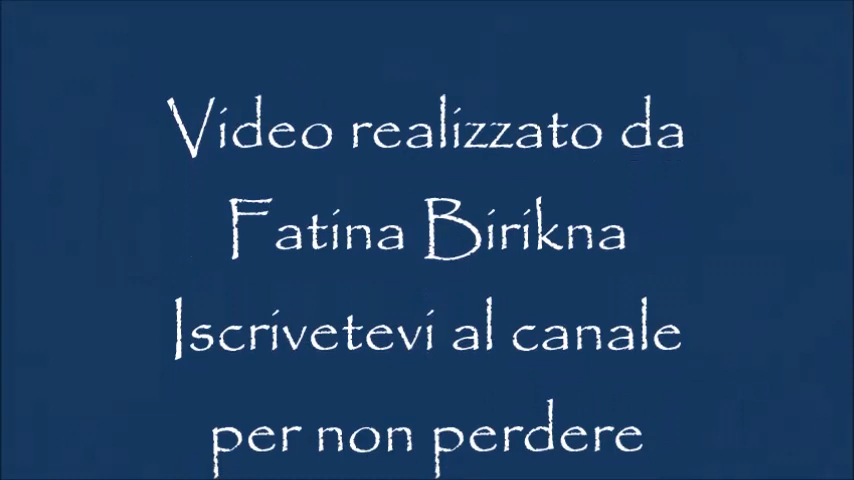 Video realizzato da
Fatina Birikna
Iscrivetevi al canale
per non perdere